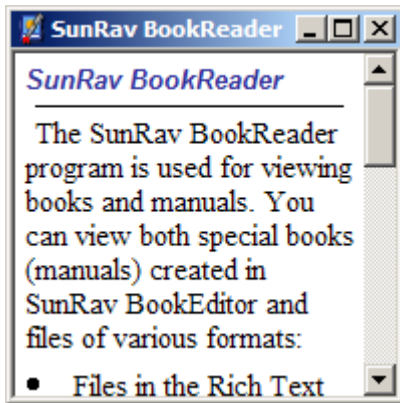 SunRav BookReader
SunRav BookReader
The SunRav BookReader
program is used for viewing
books and manuals. You
can view both special books
(manuals) created in
SunRav BookEditor and
files of various formats:
• Files in the Rich Text